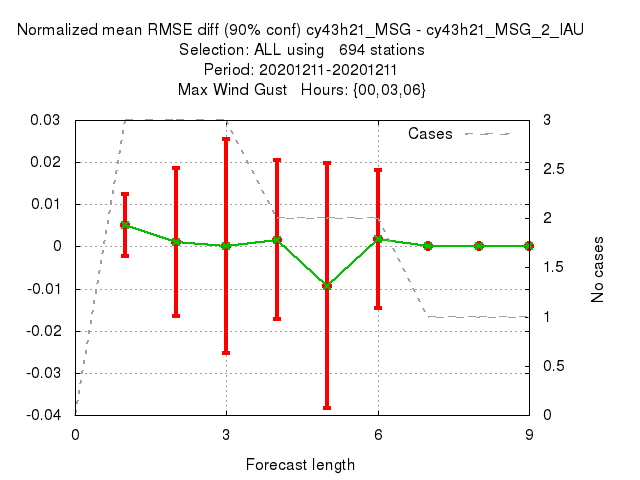 Normalized mean RMSE diff (90% conf) cy43h21_MSG - cy43h21_MSG_2_IAU
Selection: ALL using   694 stations
Period: 20201211-20201211
Max Wind Gust   Hours: {00,03,06}
Cases
0.03
0.02
0.01
0
-0.01
-0.02
-0.03
-0.04
3
2.5
2
1.5
1
0.5
0
No cases
0 3 6 9
Forecast length